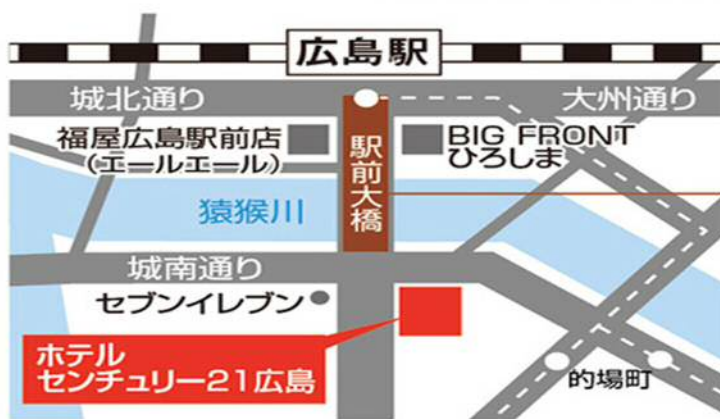 広島駅
城北通り
大州通り
福屋広島駅前店
(エールエール)
駅前大橋
BIG FRONT
ひろしま
猿猴川
城南通り
セブンイレブン
ホテル
センチュリー21広島
的場町